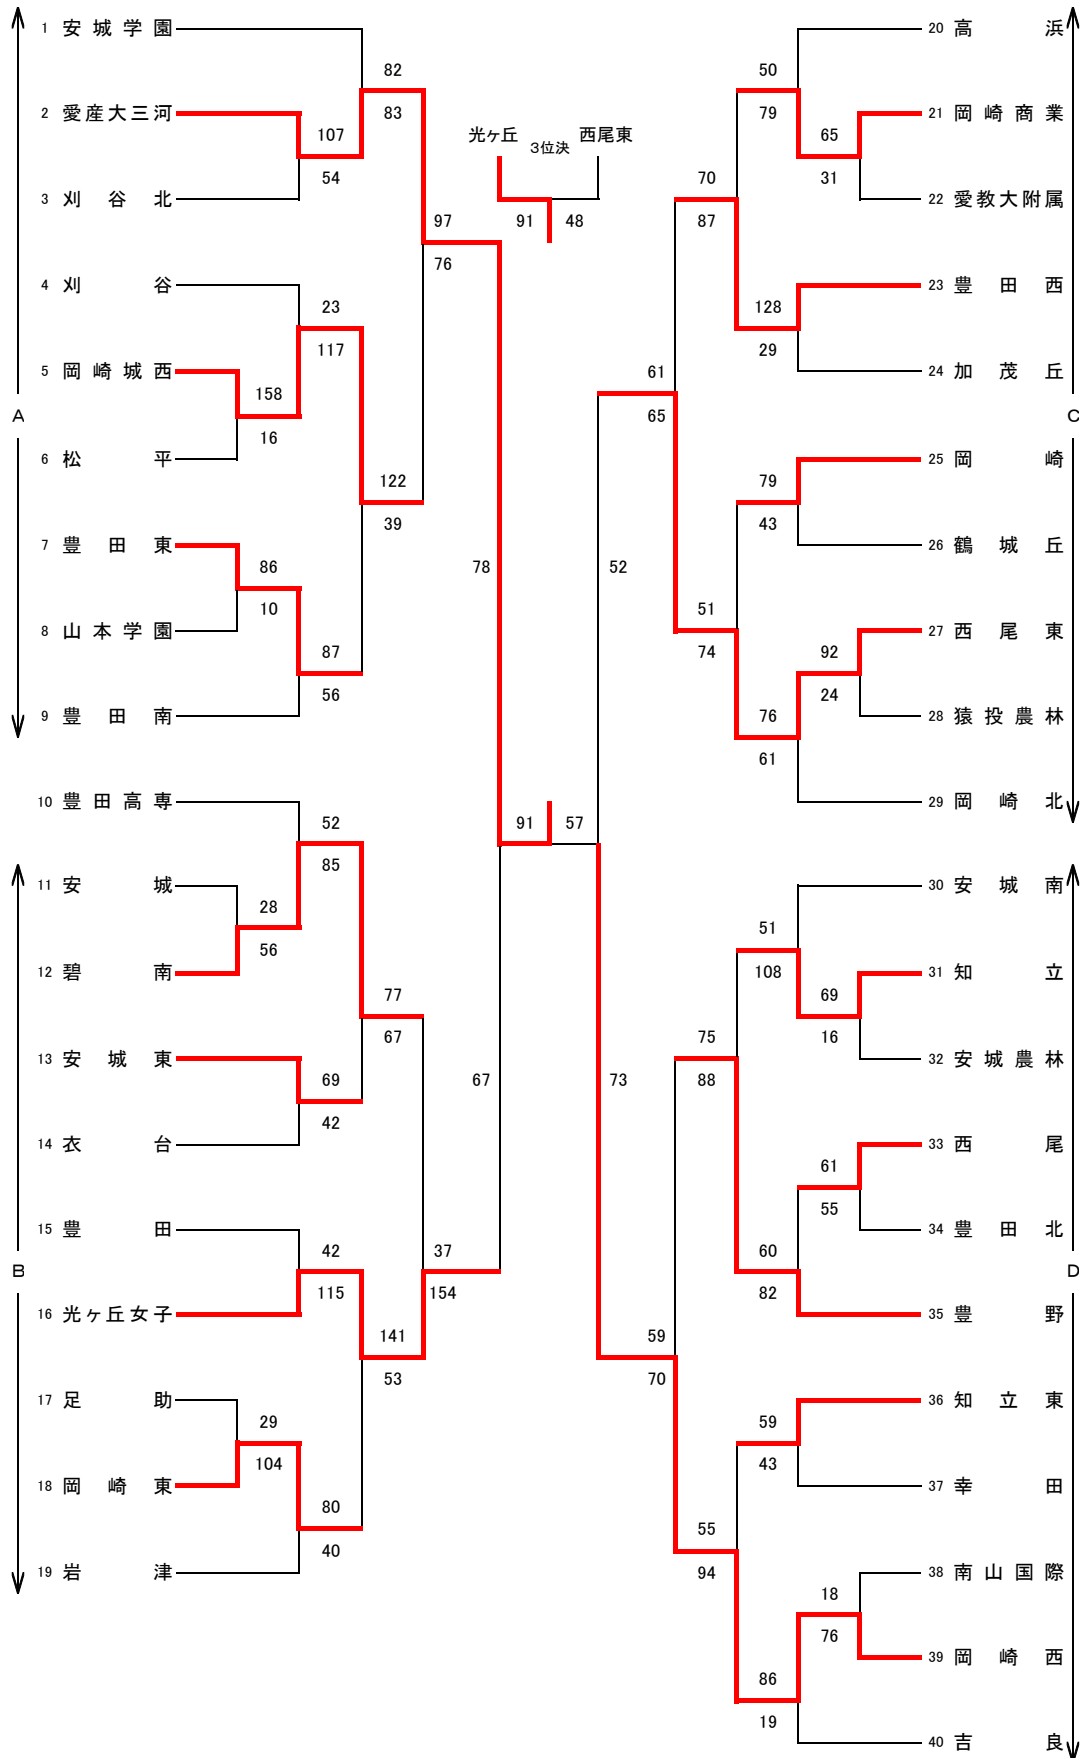 1 安城学園
2 愛産大三河
3 刈谷北
4 刈谷
5 岡崎城西
6 松平
7 豊田東
8 山本学園
9 豊田南
10 豊田高専
11 安城
12 碧南
13 安城東
14 衣台
15 豊田
16 光ヶ丘女子
17 足助
18 岡崎東
19 岩津
A
B
82
83
107
54
97
76
23
117
158
16
122
39
86
10
87
56
78
52
85
28
56
77
67
69
42
67
42
115
37
154
141
53
29
104
80
40
光ヶ丘 3位決 西尾東
91 48
91 57
52
73
50
79
65
31
70
87
128
29
61
65
79
43
51
74
92
24
76
61
51
108
69
16
75
88
61
55
60
82
59
70
59
43
55
94
18
76
86
19
20 高浜
21 岡崎商業
22 愛教大附属
23 豊田西
24 加茂丘
25 岡崎
26 鶴城丘
27 西尾東
28 猿投農林
29 岡崎北
30 安城南
31 知立
32 安城農林
33 西尾
34 豊田北
35 豊野
36 知立東
37 幸田
38 南山国際
39 岡崎西
40 吉良
C
D